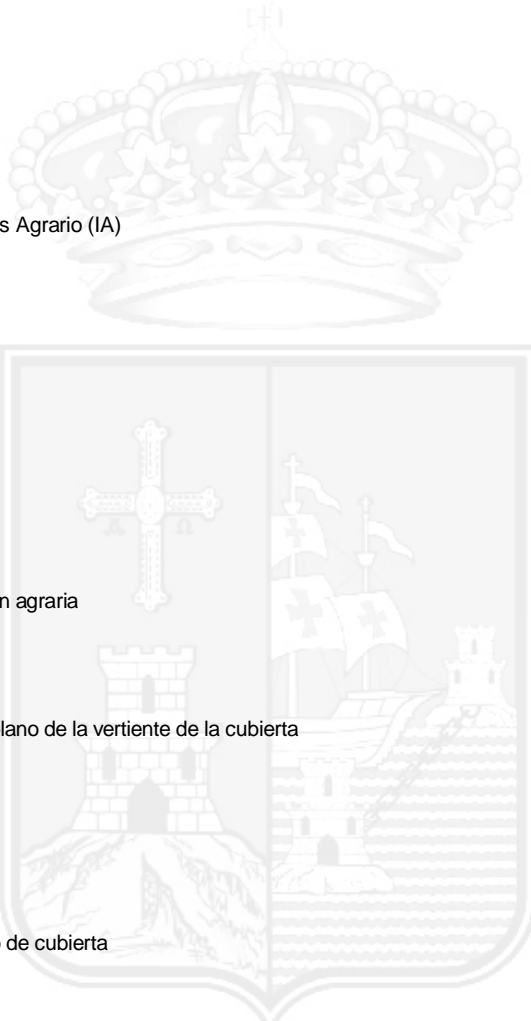 s Agrario (IA)
n agraria
lano de la vertiente de la cubierta
o de cubierta